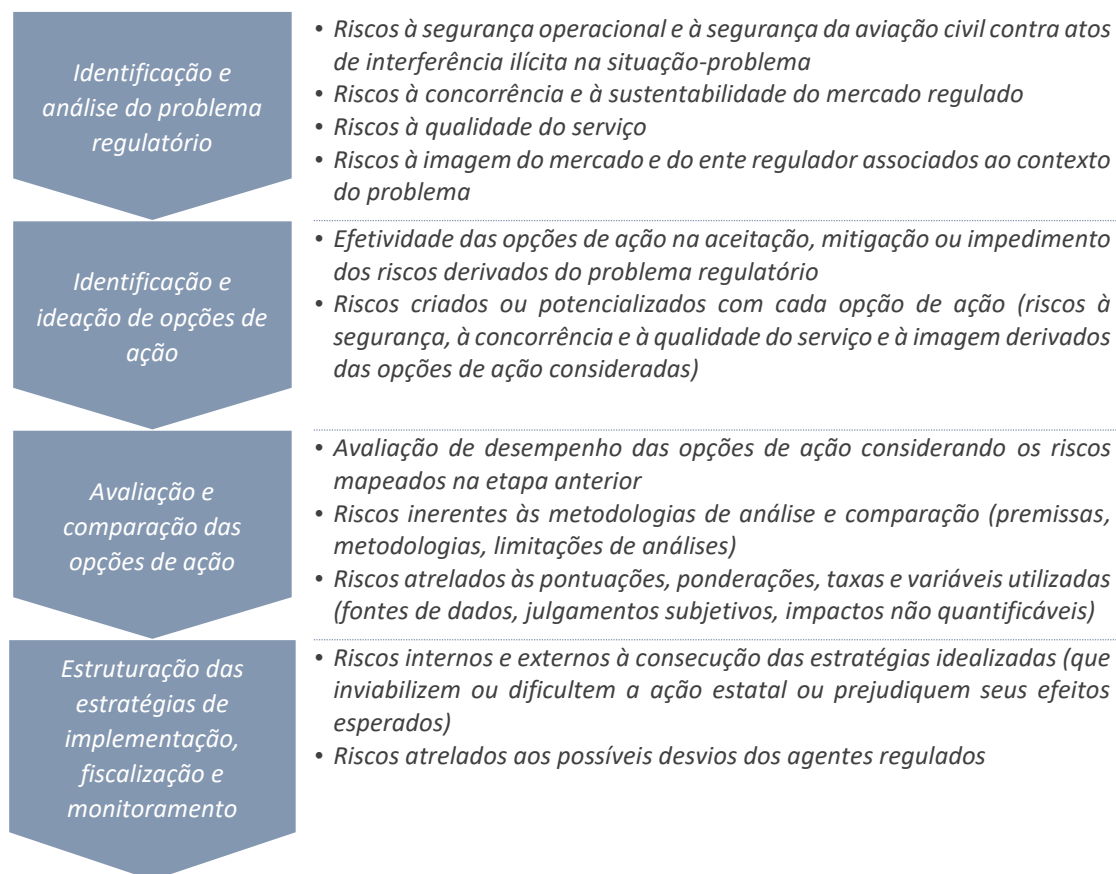 Identificação e
análise do problema
regulatório
• Riscos à segurança operacional e à segurança da aviação civil contra atos
de interferência ilícita na situação-problema
• Riscos à concorrência e à sustentabilidade do mercado regulado
• Riscos à qualidade do serviço
• Riscos à imagem do mercado e do ente regulador associados ao contexto
do problema
Identificação e
ideação de opções de
ação
• Efetividade das opções de ação na aceitação, mitigação ou impedimento
dos riscos derivados do problema regulatório
• Riscos criados ou potencializados com cada opção de ação (riscos à
segurança, à concorrência e à qualidade do serviço e à imagem derivados
das opções de ação consideradas)
Avaliação e
comparação das
opções de ação
• Avaliação de desempenho das opções de ação considerando os riscos
mapeados na etapa anterior
• Riscos inerentes às metodologias de análise e comparação (premissas,
metodologias, limitações de análises)
• Riscos atrelados às pontuações, ponderações, taxas e variáveis utilizadas
(fontes de dados, julgamentos subjetivos, impactos não quantificáveis)
Estruturação das
estratégias de
implementação,
fiscalização e
monitoramento
• Riscos internos e externos à consecução das estratégias idealizadas (que
inviabilizem ou dificultem a ação estatal ou prejudiquem seus efeitos
esperados)
• Riscos atrelados aos possíveis desvios dos agentes regulados